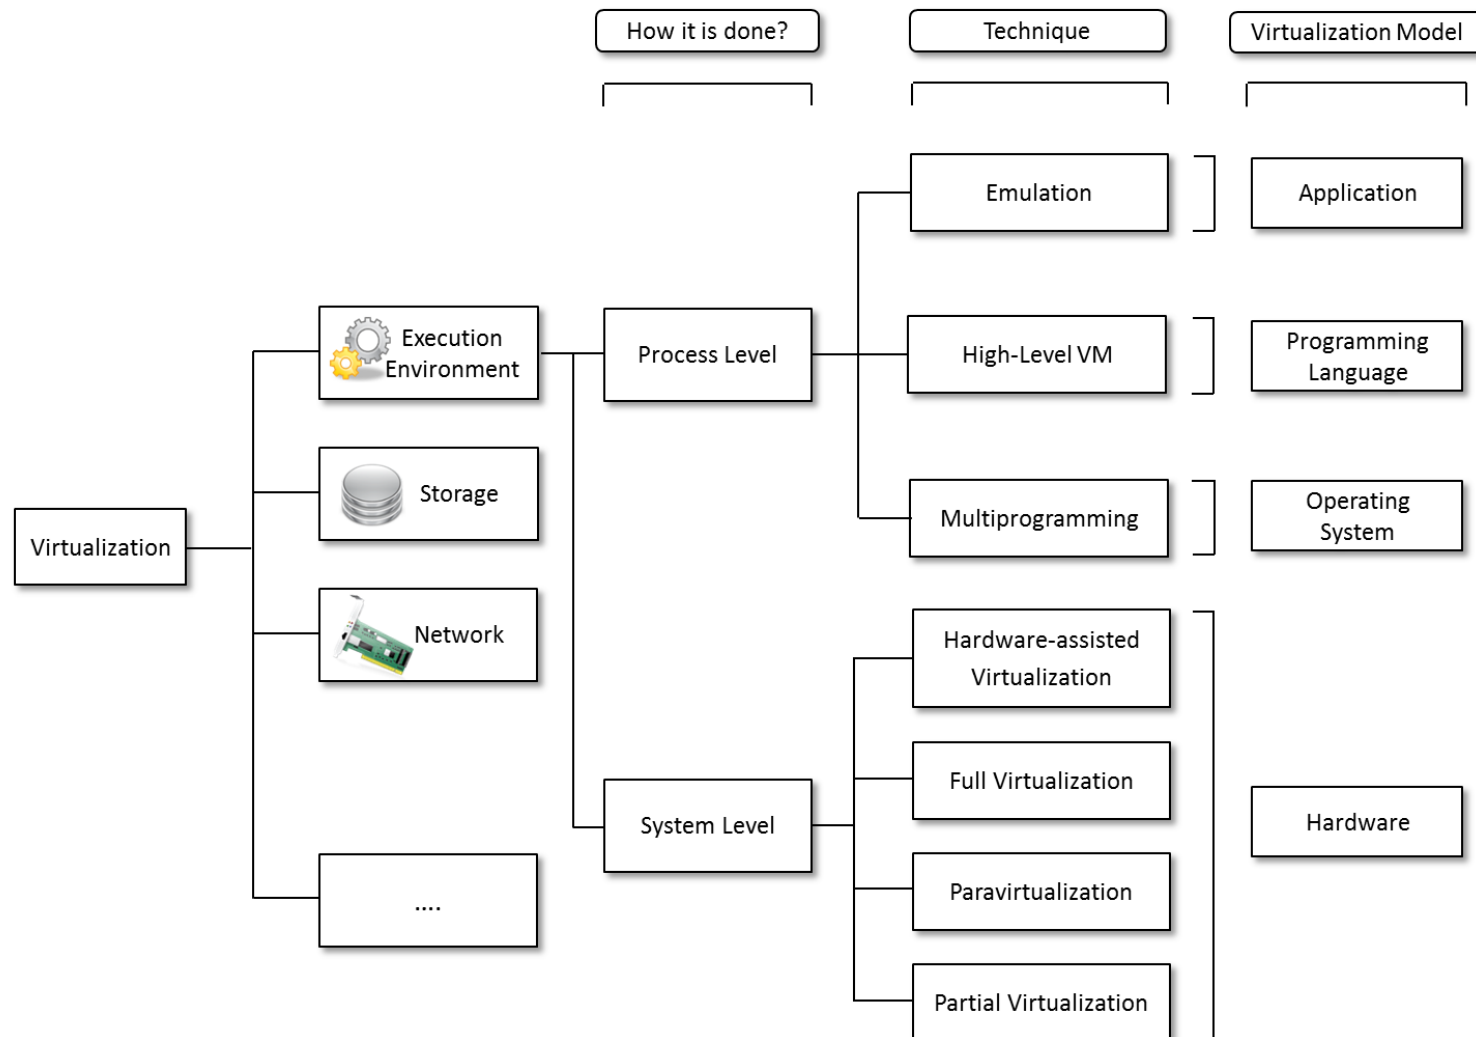 How it is done?
Technique
Virtualization Model
Emulation
Application
Execution
Environment
Process Level
High-Level VM
Programming
Language
Storage
Multiprogramming
Operating
System
Virtualization
Network
Hardware-assisted
Virtualization
Full Virtualization
System Level
Hardware
Paravirtualization
....
Partial Virtualization